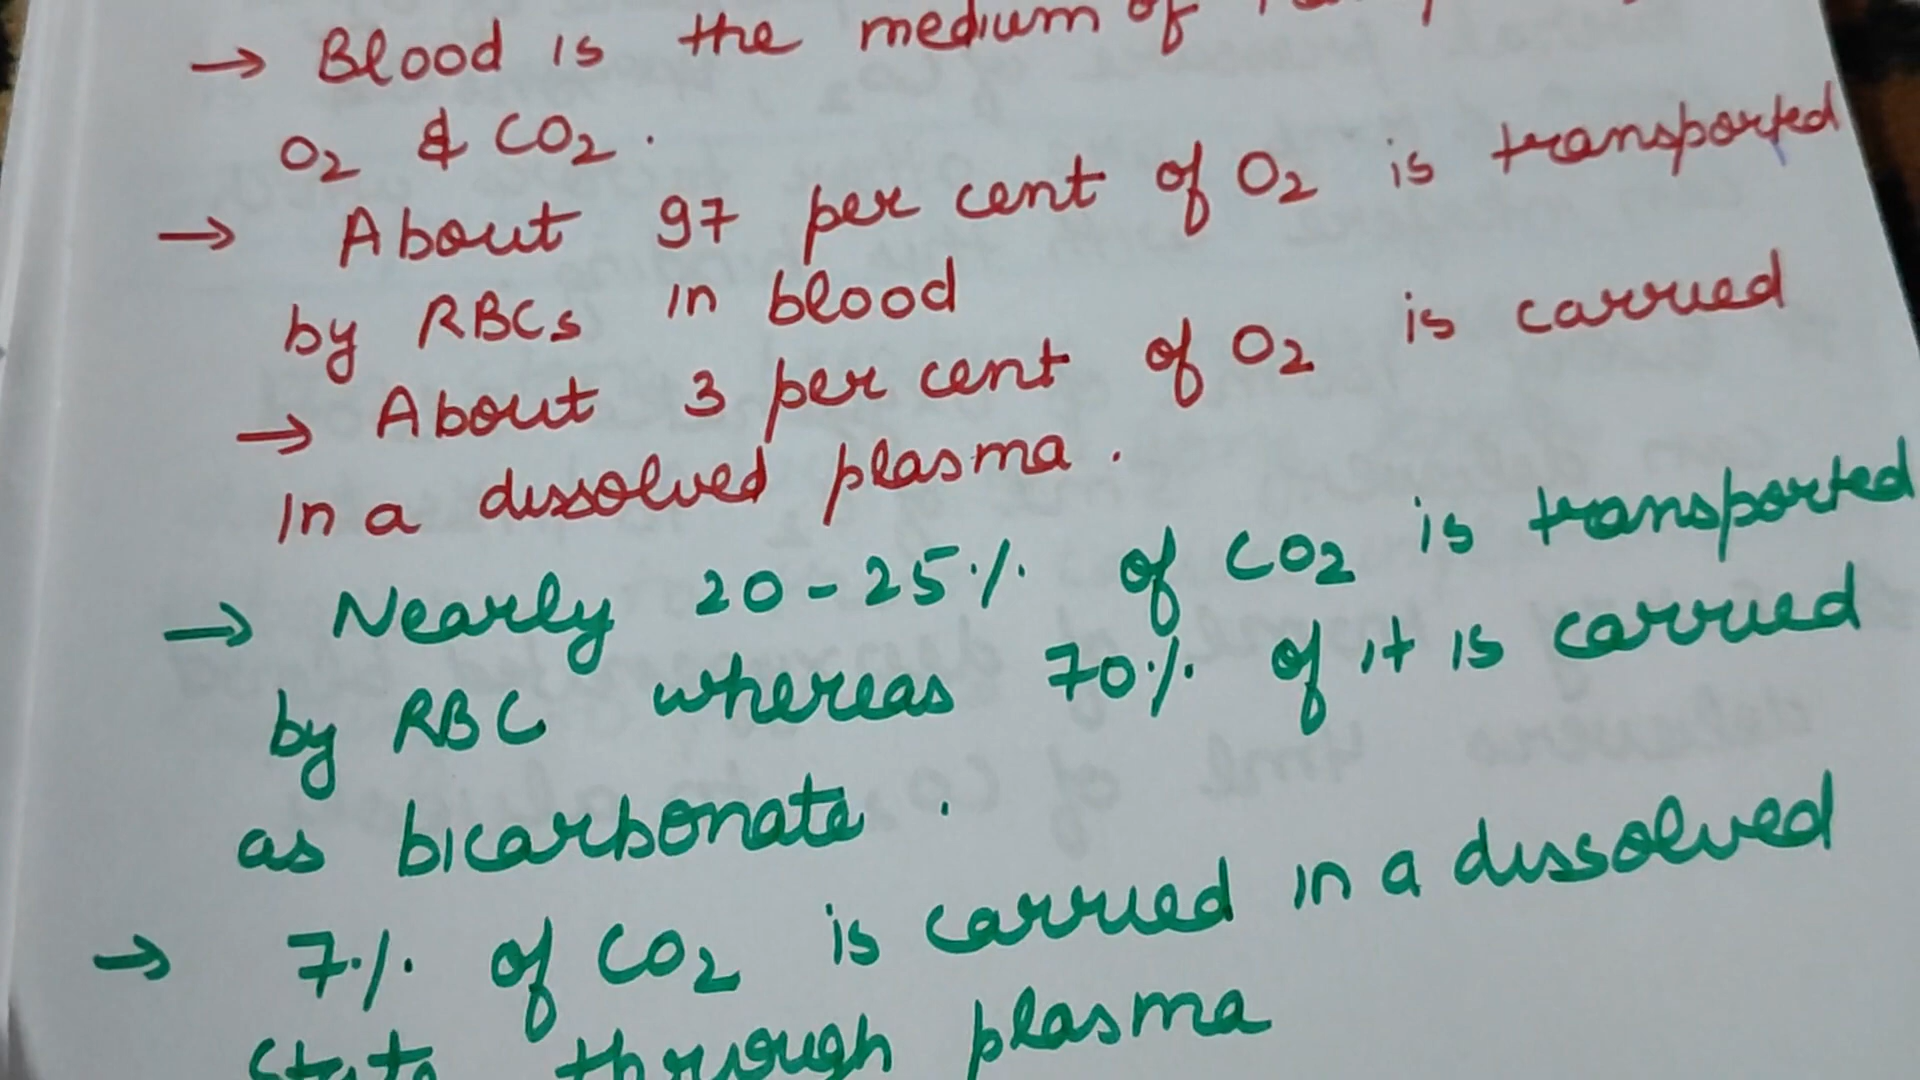 → Blood is the medium of
O₂ & CO₂.
→ About 97 per cent of O₂ is transported
by RBCs in blood
→ About 3 per cent of O₂ is carried
in a dissolved plasma.
→ Nearly 20-25% of CO₂ is transported
by RBC whereas 70% of it is carried
as bicarbonate.
→ 7% of CO₂ is carried in a dissolved
state through plasma